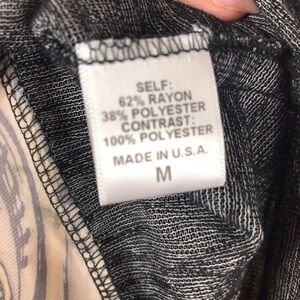 SELF:
62% RAYON
38% POLYESTER
CONTRAST:
100% POLYESTER
MADE IN U.S.A.
M